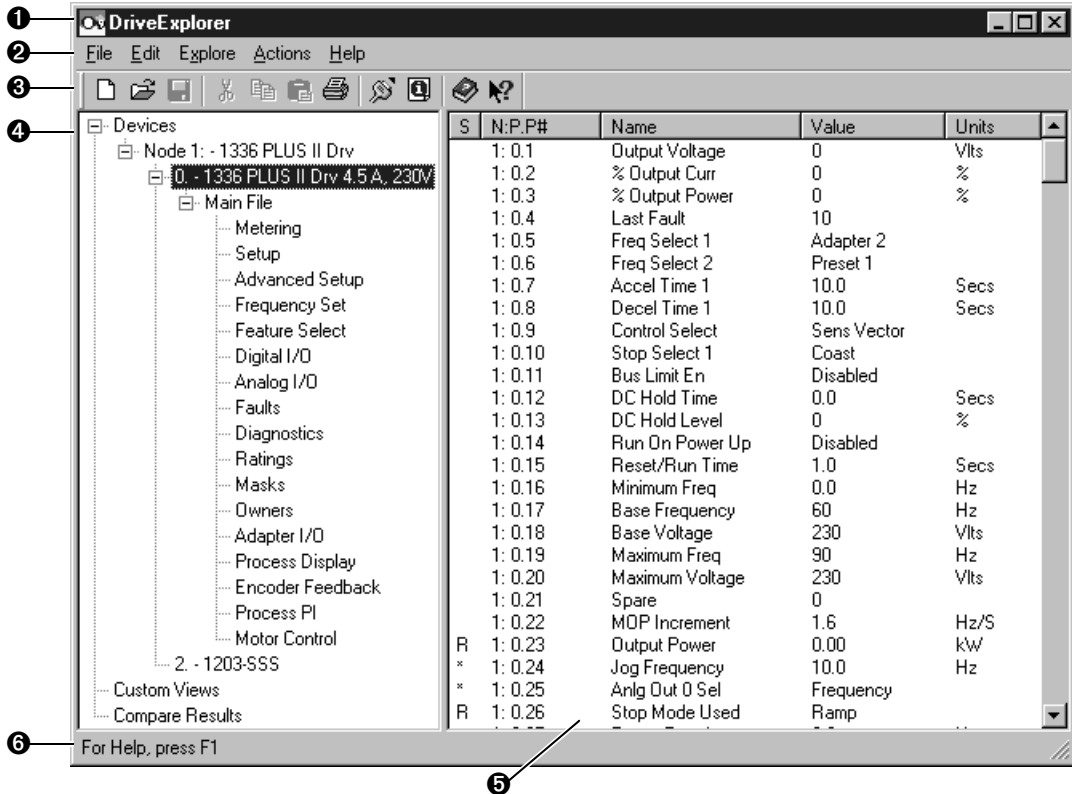 ❶
DriveExplorer
❷
File Edit Explore Actions Help
❸
❹
Devices
Node 1: - 1336 PLUS II Drv
0. - 1336 PLUS II Drv 4.5 A, 230V
Main File
Metering
Setup
Advanced Setup
Frequency Set
Feature Select
Digital I/O
Analog I/O
Faults
Diagnostics
Ratings
Masks
Owners
Adapter I/O
Process Display
Encoder Feedback
Process PI
Motor Control
2. - 1203-SSS
Custom Views
Compare Results
S N:P.P# Name Value Units
1: 0.1 Output Voltage 0 Vlts
1: 0.2 % Output Curr 0 %
1: 0.3 % Output Power 0 %
1: 0.4 Last Fault 10
1: 0.5 Freq Select 1 Adapter 2
1: 0.6 Freq Select 2 Preset 1
1: 0.7 Accel Time 1 10.0 Secs
1: 0.8 Decel Time 1 10.0 Secs
1: 0.9 Control Select Sens Vector
1: 0.10 Stop Select 1 Coast
1: 0.11 Bus Limit En Disabled
1: 0.12 DC Hold Time 0.0 Secs
1: 0.13 DC Hold Level 0 %
1: 0.14 Run On Power Up Disabled
1: 0.15 Reset/Run Time 1.0 Secs
1: 0.16 Minimum Freq 0.0 Hz
1: 0.17 Base Frequency 60 Hz
1: 0.18 Base Voltage 230 Vlts
1: 0.19 Maximum Freq 90 Hz
1: 0.20 Maximum Voltage 230 Vlts
1: 0.21 Spare 0
1: 0.22 MOP Increment 1.6 Hz/S
R 1: 0.23 Output Power 0.00 kW
* 1: 0.24 Jog Frequency 10.0 Hz
* 1: 0.25 Anlg Out 0 Sel Frequency
R 1: 0.26 Stop Mode Used Ramp
❻
For Help, press F1
❺